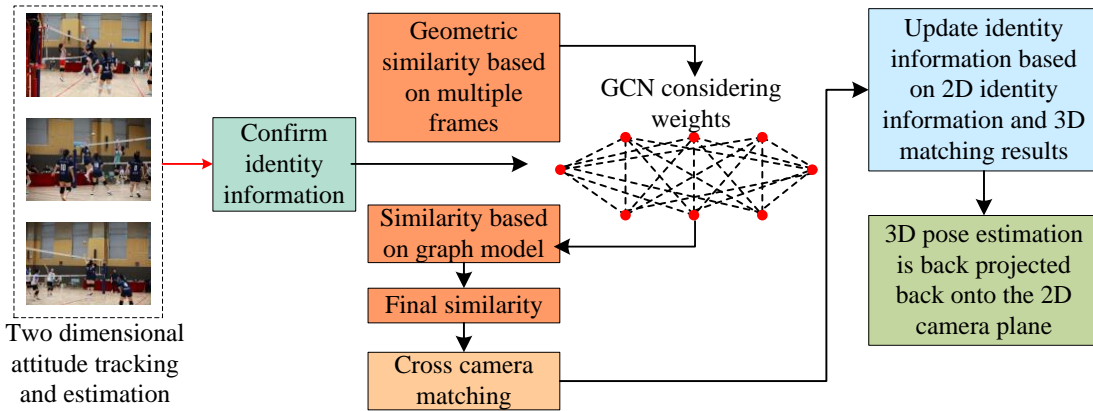 Two dimensional
attitude tracking
and estimation
Confirm
identity
information
Geometric
similarity based
on multiple
frames
GCN considering
weights
Similarity based
on graph model
Final similarity
Cross camera
matching
Update identity
information based
on 2D identity
information and 3D
matching results
3D pose estimation
is back projected
back onto the 2D
camera plane